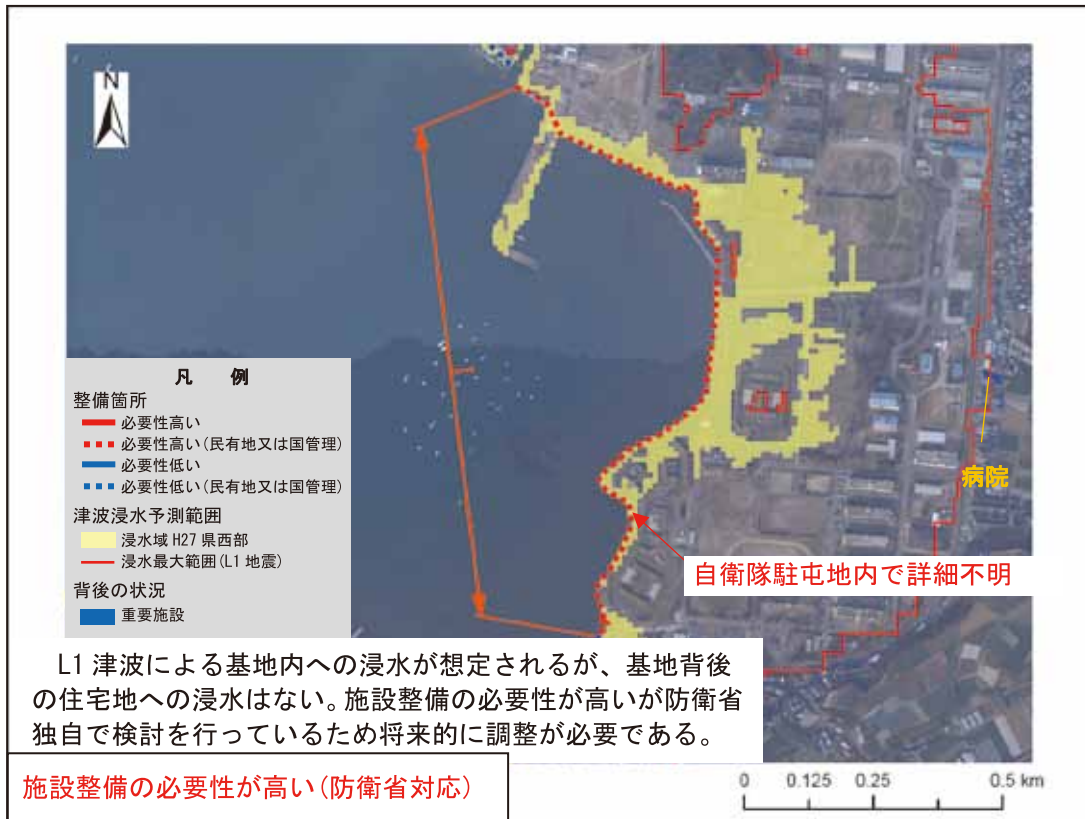 N
凡 例
整備箇所
必要性高い
必要性高い(民有地又は国管理)
必要性低い
必要性低い(民有地又は国管理)
津波浸水予測範囲
浸水域 H27 県西部
浸水最大範囲(L1 地震)
背後の状況
重要施設
病院
自衛隊駐屯地内で詳細不明
L1 津波による基地内への浸水が想定されるが、基地背後
の住宅地への浸水はない。施設整備の必要性が高いが防衛省
独自で検討を行っているため将来的に調整が必要である。
施設整備の必要性が高い(防衛省対応)
0 0.125 0.25 0.5 km